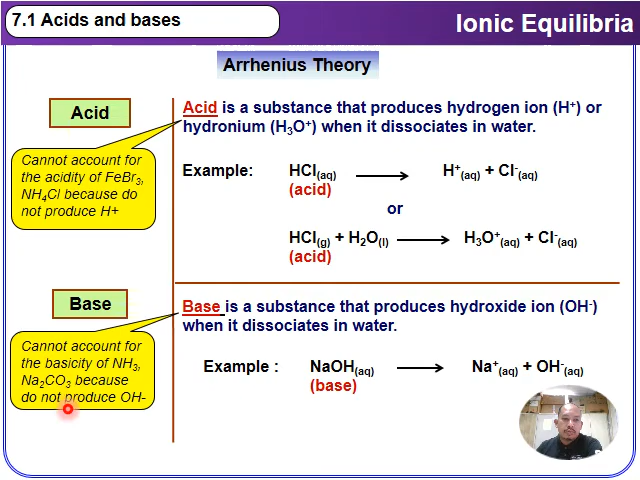 7.1 Acids and bases
Ionic Equilibria
Arrhenius Theory
Acid
Acid is a substance that produces hydrogen ion (H⁺) or
hydronium (H₃O⁺) when it dissociates in water.
Cannot account for
the acidity of FeBr₃,
NH₄Cl because do
not produce H+
Example: HCl(aq) ⟶ H⁺(aq) + Cl⁻(aq)
(acid)
or
HCl(g) + H₂O(l) ⟶ H₃O⁺(aq) + Cl⁻(aq)
(acid)
Base
Base is a substance that produces hydroxide ion (OH⁻)
when it dissociates in water.
Cannot account for
the basicity of NH₃,
Na₂CO₃ because
do not produce OH-
Example : NaOH(aq) ⟶ Na⁺(aq) + OH⁻(aq)
(base)